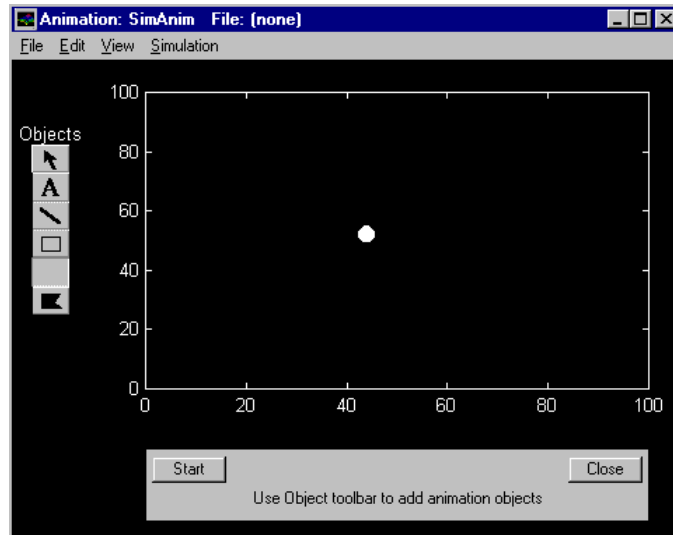 Animation: SimAnim File: (none)
File Edit View Simulation
Objects
A
100
80
60
40
20
0
0 20 40 60 80 100
Start Close
Use Object toolbar to add animation objects